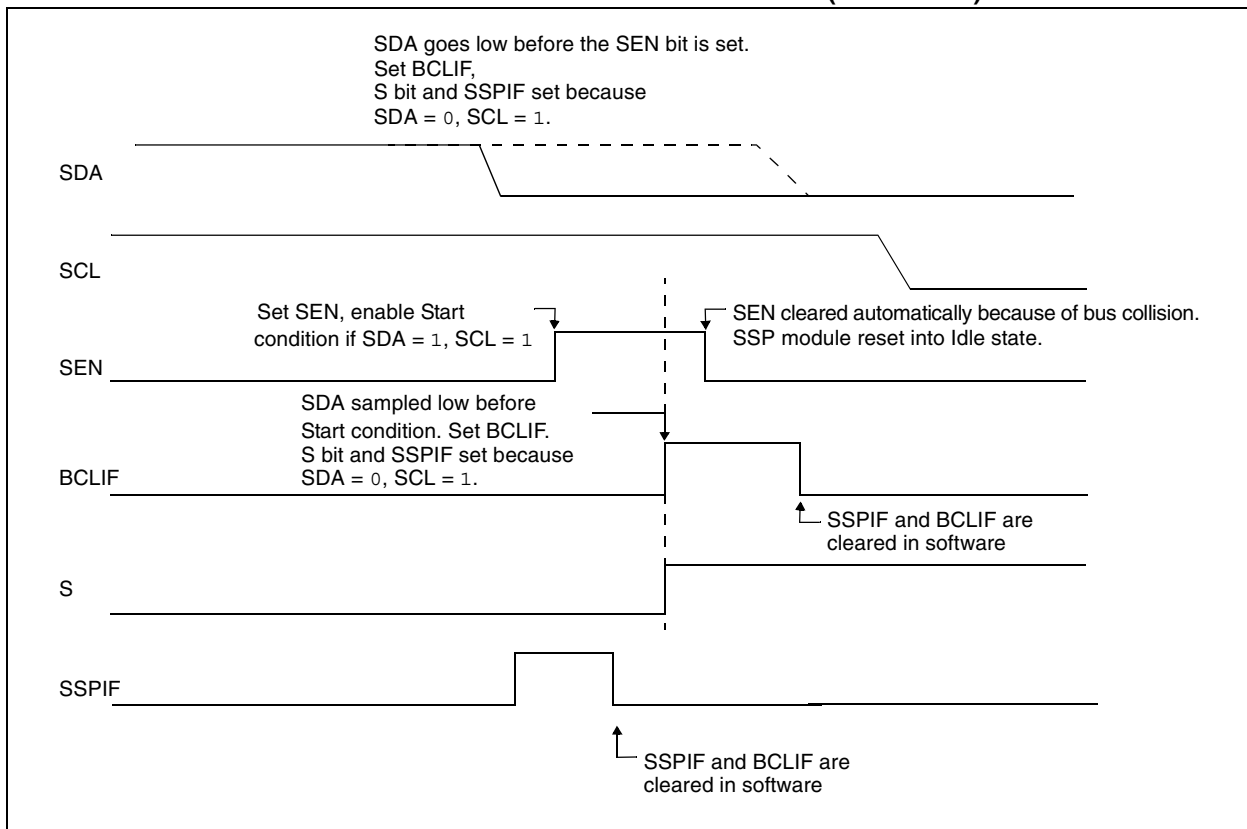 SDA goes low before the SEN bit is set.
Set BCLIF,
S bit and SSPIF set because
SDA = 0, SCL = 1.
SDA
SCL
Set SEN, enable Start
condition if SDA = 1, SCL = 1
SEN cleared automatically because of bus collision.
SSP module reset into Idle state.
SEN
SDA sampled low before
Start condition. Set BCLIF.
S bit and SSPIF set because
SDA = 0, SCL = 1.
BCLIF
SSPIF and BCLIF are
cleared in software
S
SSPIF
SSPIF and BCLIF are
cleared in software